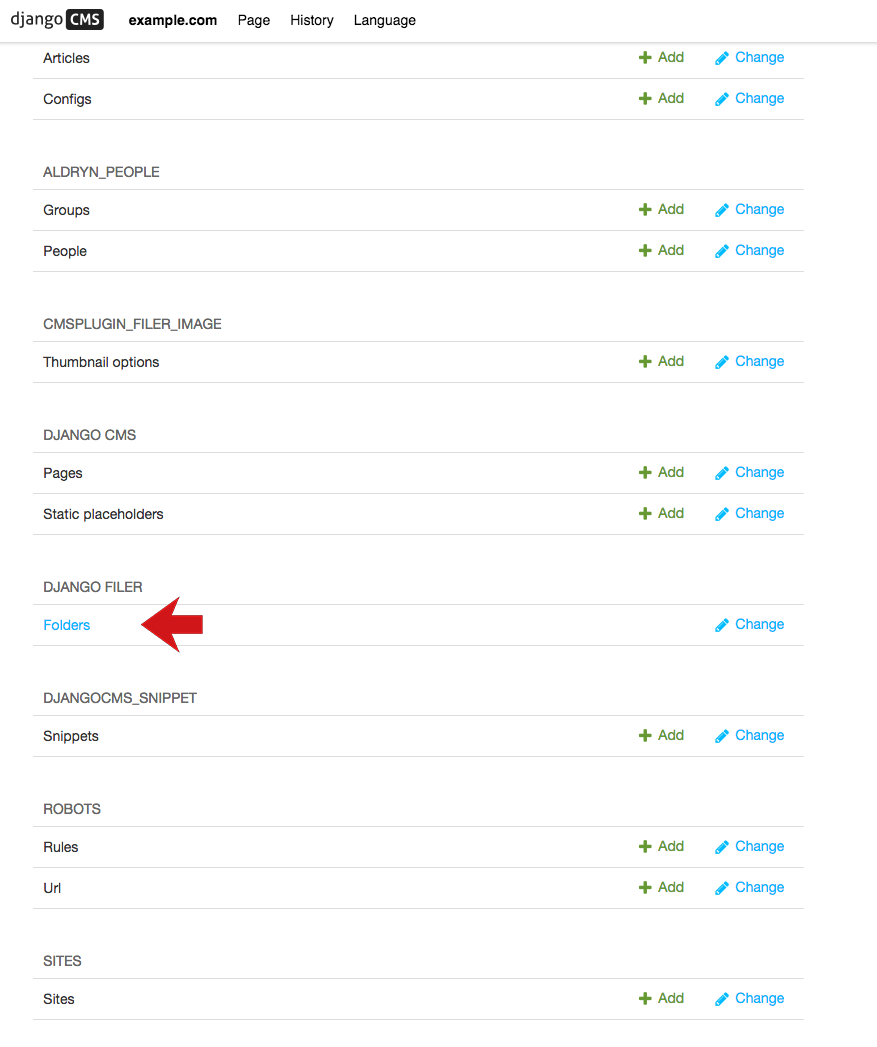 django CMS example.com Page History Language
Articles Add Change
Configs Add Change
ALDRYN_PEOPLE
Groups Add Change
People Add Change
CMSPLUGIN_FILER_IMAGE
Thumbnail options Add Change
DJANGO CMS
Pages Add Change
Static placeholders Add Change
DJANGO FILER
Folders Change
DJANGOCMS_SNIPPET
Snippets Add Change
ROBOTS
Rules Add Change
Url Add Change
SITES
Sites Add Change